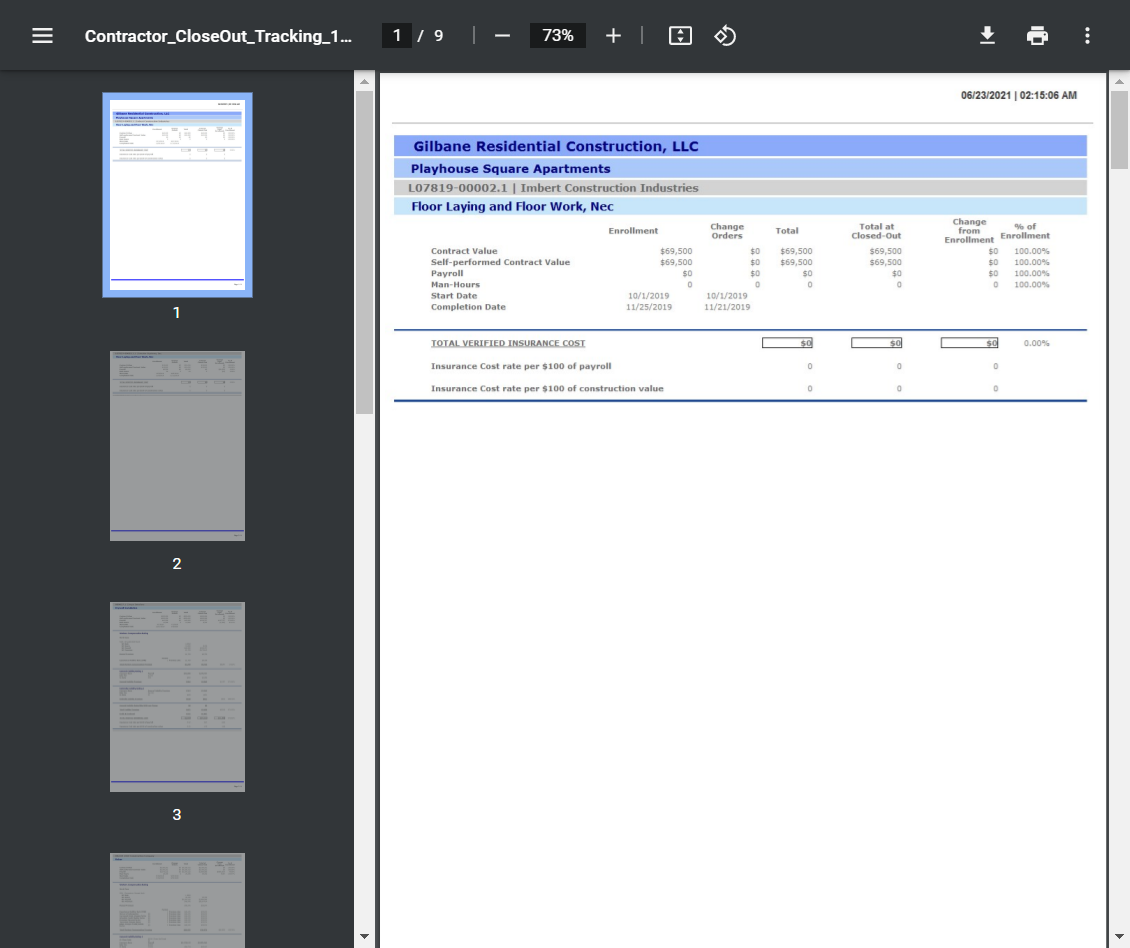 Contractor_CloseOut_Tracking_1... 1 / 9 73%
06/23/2021 | 02:15:06 AM
Gilbane Residential Construction, LLC
Playhouse Square Apartments
L07819-00002.1 | Imbert Construction Industries
Floor Laying and Floor Work, Nec
Enrollment Change Orders Total Total at Closed-Out Change from Enrollment % of Enrollment
Contract Value $69,500 $0 $69,500 $69,500 $0 100.00%
Self-performed Contract Value $69,500 $0 $69,500 $69,500 $0 100.00%
Payroll $0 $0 $0 $0 $0 100.00%
Man-Hours 0 0 0 0 0 100.00%
Start Date 10/1/2019 10/1/2019
Completion Date 11/25/2019 11/21/2019
TOTAL VERIFIED INSURANCE COST $0 $0 $0 0.00%
Insurance Cost rate per $100 of payroll 0 0 0
Insurance Cost rate per $100 of construction value 0 0 0
1
2
3